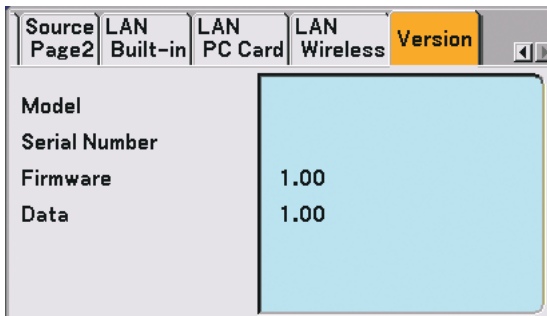 Source Page2
LAN Built-in
LAN PC Card
LAN Wireless
Version
Model
Serial Number
Firmware 1.00
Data 1.00